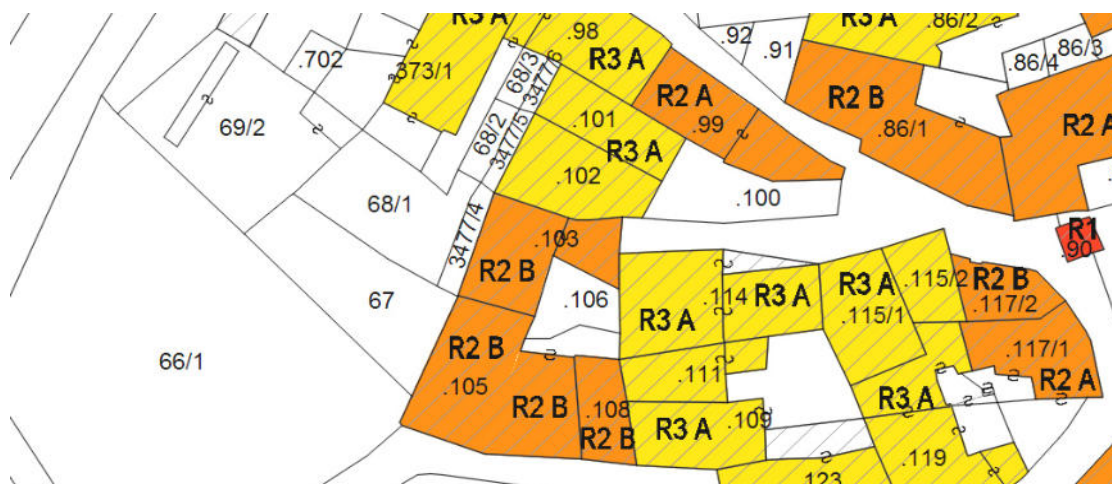 R3 A
.98
R3 A
.92
.91
R3 A
.86/2
.86/4
.86/3
.702
373/1
68/3
3477/6
R3 A
R2 A
.99
R2 B
.86/1
R2 A
69/2
68/2
3477/5
.101
R3 A
.102
.100
68/1
3477/4
.103
R2 B
R1
.90
67
.106
R3 A
.114
R3 A
R3 A
.115/1
.115/2
R2 B
.117/2
66/1
R2 B
.105
R2 B
.108
R2 B
.111
R3 A
.109
R3 A
.117/1
R2 A
.119
123